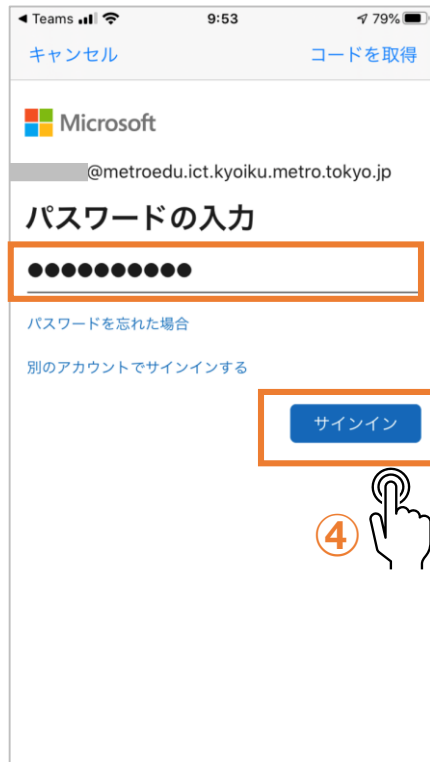 ◀ Teams 9:53 79%
キャンセル コードを取得
Microsoft
@metroedu.ict.kyoiku.metro.tokyo.jp
パスワードの入力
●●●●●●●●●●
パスワードを忘れた場合
別のアカウントでサインインする
サインイン
④